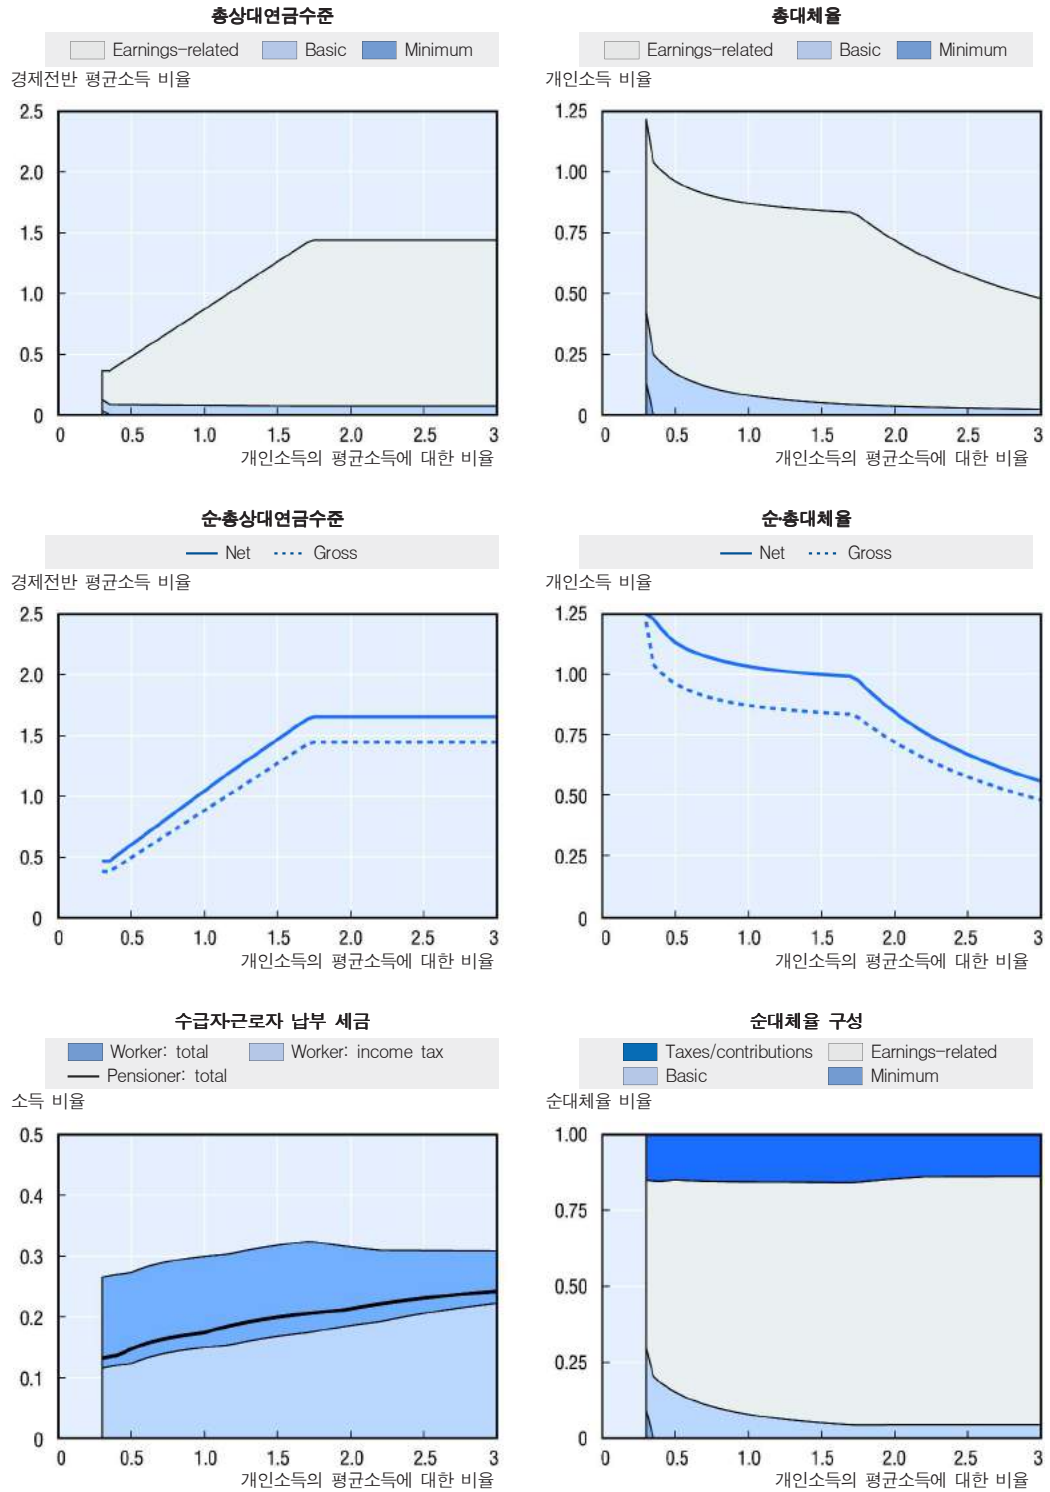 총상대연금수준
Earnings-related Basic Minimum
경제전반 평균소득 비율
2.5
2.0
1.5
1.0
0.5
0
0 0.5 1.0 1.5 2.0 2.5 3
개인소득의 평균소득에 대한 비율
총대체율
Earnings-related Basic Minimum
개인소득 비율
1.25
1.00
0.75
0.50
0.25
0
0 0.5 1.0 1.5 2.0 2.5 3
개인소득의 평균소득에 대한 비율
순·총상대연금수준
Net Gross
경제전반 평균소득 비율
2.5
2.0
1.5
1.0
0.5
0
0 0.5 1.0 1.5 2.0 2.5 3
개인소득의 평균소득에 대한 비율
순·총대체율
Net Gross
개인소득 비율
1.25
1.00
0.75
0.50
0.25
0
0 0.5 1.0 1.5 2.0 2.5 3
개인소득의 평균소득에 대한 비율
수급자·근로자 납부 세금
Worker: total Worker: income tax
Pensioner: total
소득 비율
0.5
0.4
0.3
0.2
0.1
0
0 0.5 1.0 1.5 2.0 2.5 3
개인소득의 평균소득에 대한 비율
순대체율 구성
Taxes/contributions Earnings-related
Basic Minimum
순대체율 비율
1.00
0.75
0.50
0.25
0
0 0.5 1.0 1.5 2.0 2.5 3
개인소득의 평균소득에 대한 비율